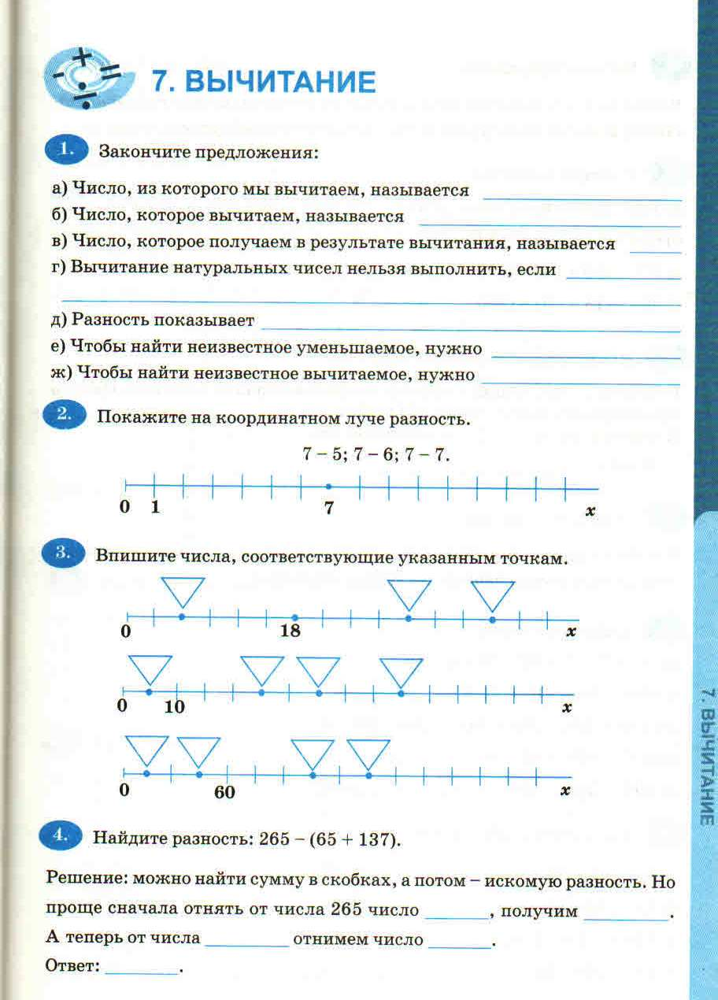 7. ВЫЧИТАНИЕ
1. Закончите предложения:
а) Число, из которого мы вычитаем, называется
б) Число, которое вычитаем, называется
в) Число, которое получаем в результате вычитания, называется
г) Вычитание натуральных чисел нельзя выполнить, если
д) Разность показывает
е) Чтобы найти неизвестное уменьшаемое, нужно
ж) Чтобы найти неизвестное вычитаемое, нужно
2. Покажите на координатном луче разность.
7 – 5; 7 – 6; 7 – 7.
0 1 7 x
3. Впишите числа, соответствующие указанным точкам.
0 18 x
0 10 x
0 60 x
4. Найдите разность: 265 – (65 + 137).
Решение: можно найти сумму в скобках, а потом – искомую разность. Но
проще сначала отнять от числа 265 число ______, получим ________.
А теперь от числа ________ отнимем число ______.
Ответ: _______.
7. ВЫЧИТАНИЕ